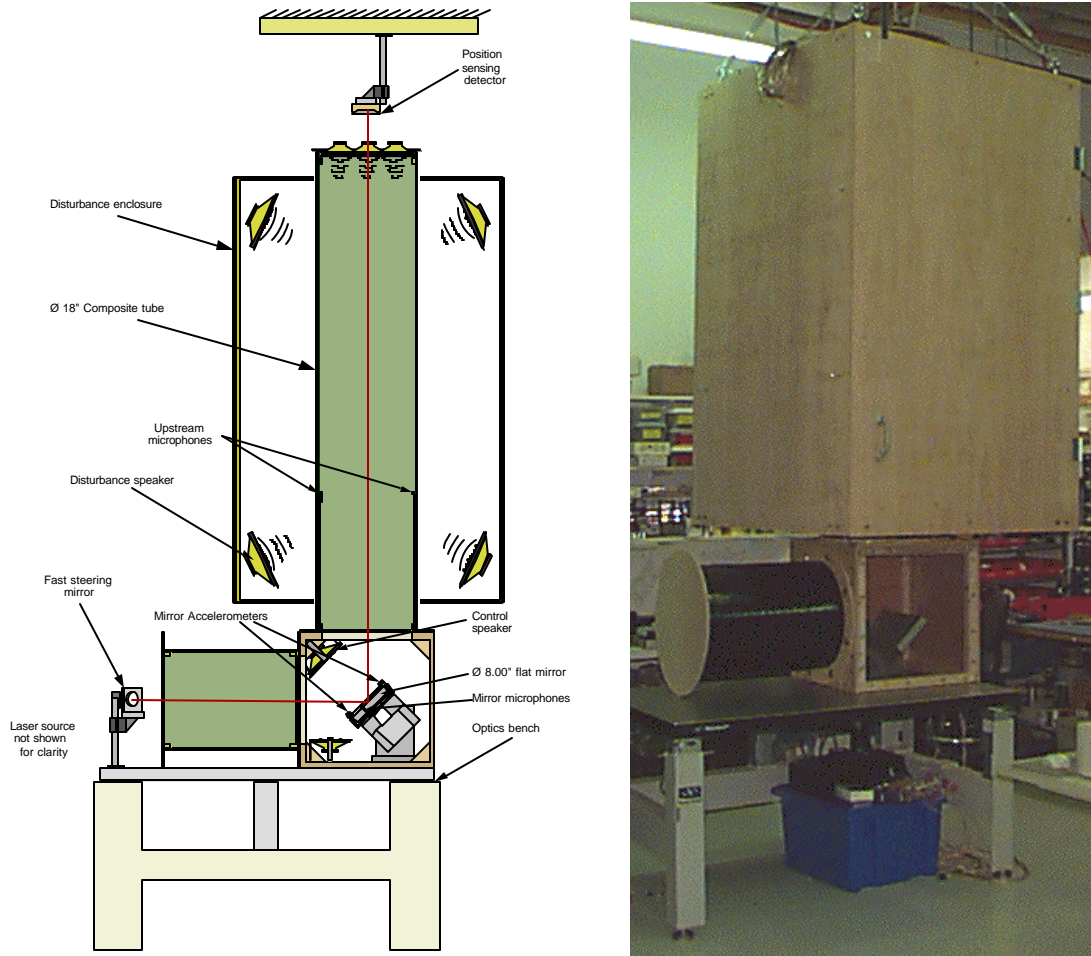 Position
sensing
detector
Disturbance enclosure
Ø 18" Composite tube
Upstream
microphones
Disturbance speaker
Fast steering
mirror
Mirror Accelerometers
Control
speaker
Ø 8.00" flat mirror
Mirror microphones
Laser source
not shown
for clarity
Optics bench